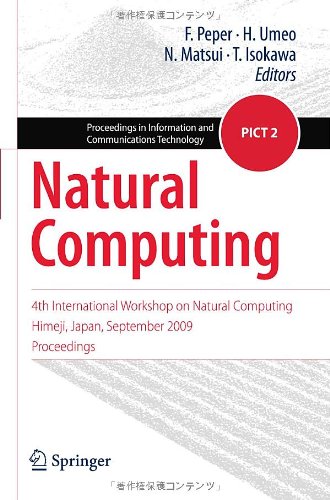 「著作権保護コンテンツ」
F. Peper · H. Umeo
N. Matsui · T. Isokawa
Editors
Proceedings in Information and
Communications Technology
PICT 2
Natural
Computing
4th International Workshop on Natural Computing
Himeji, Japan, September 2009
Proceedings
Springer
「著作権保護コンテンツ」